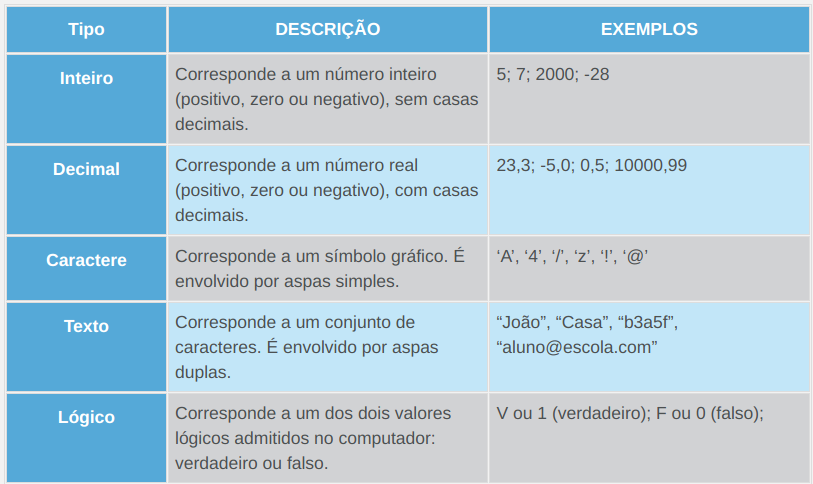 Tipo DESCRIÇÃO EXEMPLOS
Inteiro
Corresponde a um número inteiro
(positivo, zero ou negativo), sem casas
decimais.
5; 7; 2000; -28
Decimal
Corresponde a um número real
(positivo, zero ou negativo), com casas
decimais.
23,3; -5,0; 0,5; 10000,99
Caractere
Corresponde a um símbolo gráfico. É
envolvido por aspas simples.
‘A’, ‘4’, ‘/’, ‘z’, ‘!’, ‘@’
Texto
Corresponde a um conjunto de
caracteres. É envolvido por aspas
duplas.
“João”, “Casa”, “b3a5f”,
“aluno@escola.com”
Lógico
Corresponde a um dos dois valores
lógicos admitidos no computador:
verdadeiro ou falso.
V ou 1 (verdadeiro); F ou 0 (falso);